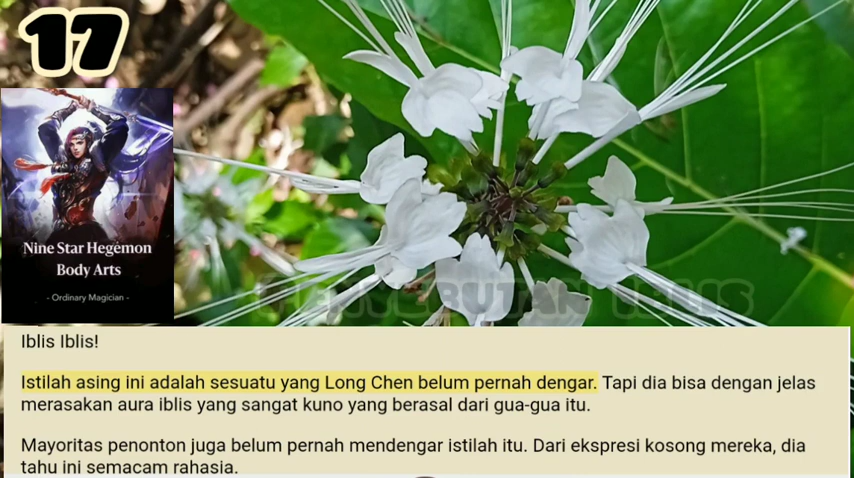 17
Nine Star Hegemon
Body Arts
- Ordinary Magician -
PENYEBUTAN IBLIS
Iblis Iblis!
Istilah asing ini adalah sesuatu yang Long Chen belum pernah dengar. Tapi dia bisa dengan jelas
merasakan aura iblis yang sangat kuno yang berasal dari gua-gua itu.
Mayoritas penonton juga belum pernah mendengar istilah itu. Dari ekspresi kosong mereka, dia
tahu ini semacam rahasia.